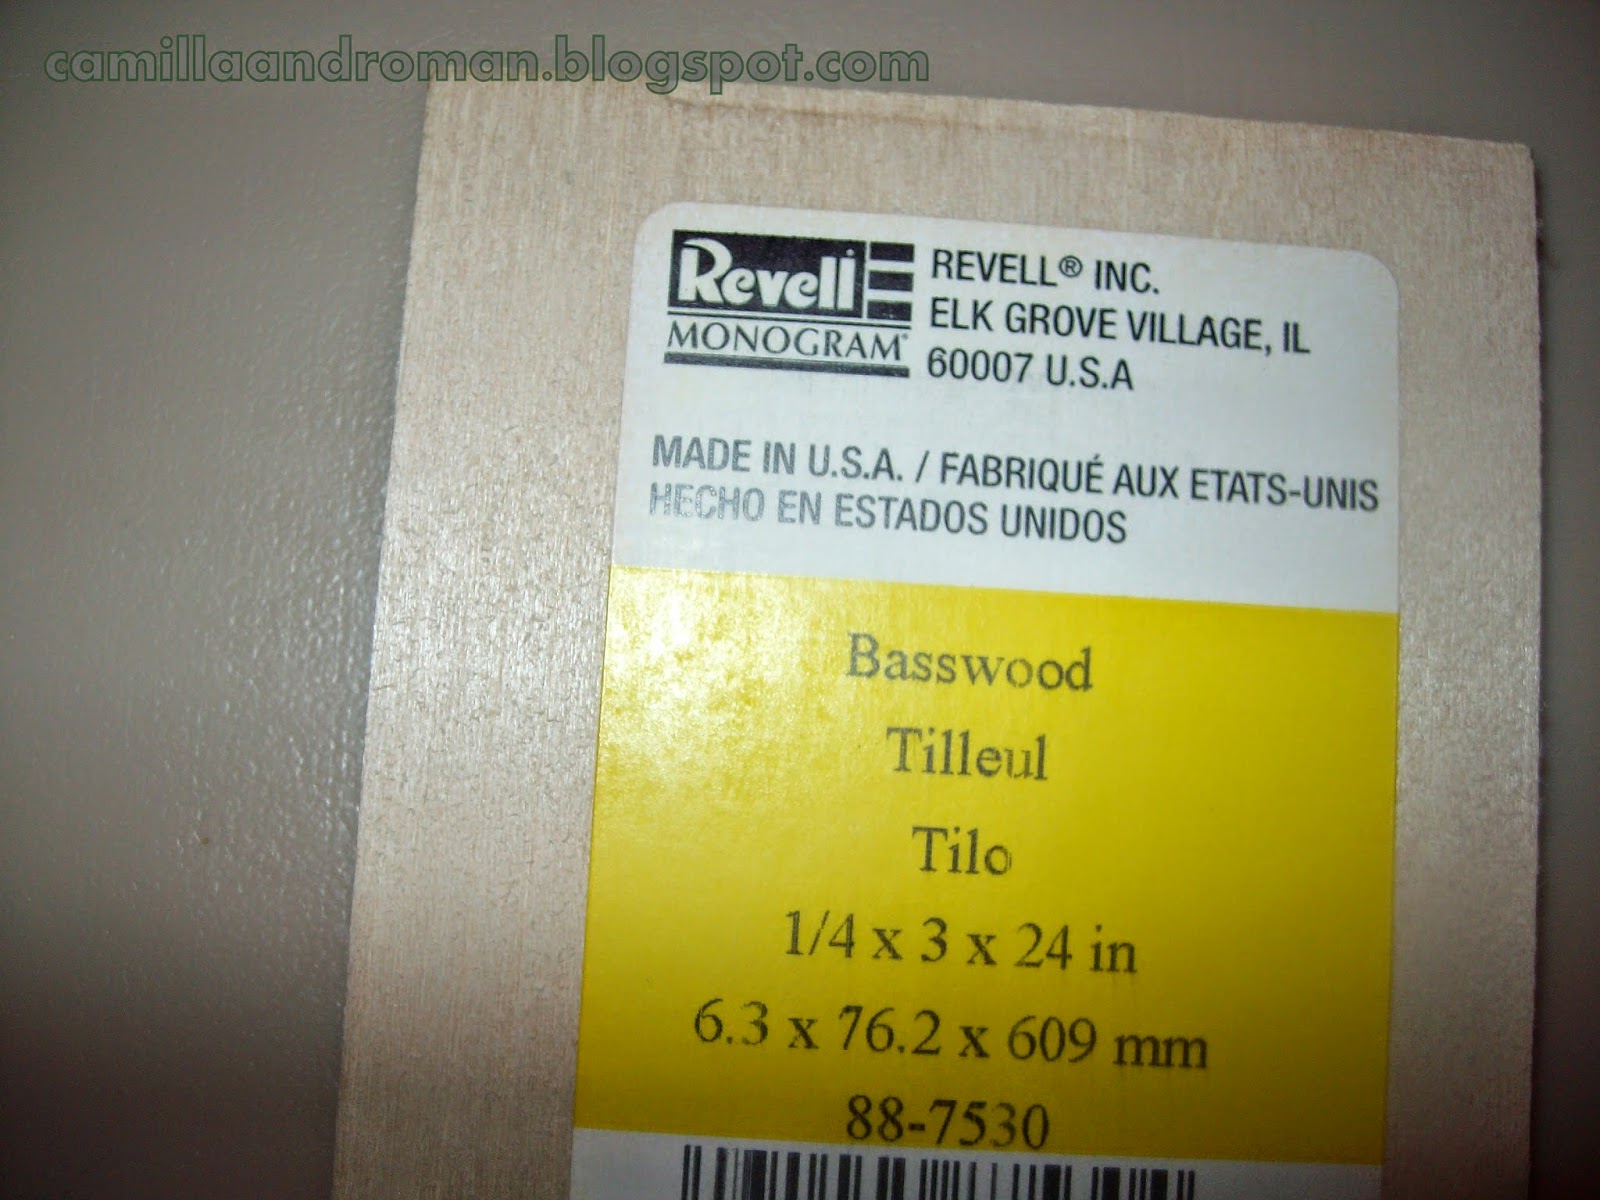 camillaandroman.blogspot.com
Revell
MONOGRAM
REVELL® INC.
ELK GROVE VILLAGE, IL
60007 U.S.A
MADE IN U.S.A. / FABRIQUÉ AUX ETATS-UNIS
HECHO EN ESTADOS UNIDOS
Basswood
Tilleul
Tilo
1/4 x 3 x 24 in
6.3 x 76.2 x 609 mm
88-7530